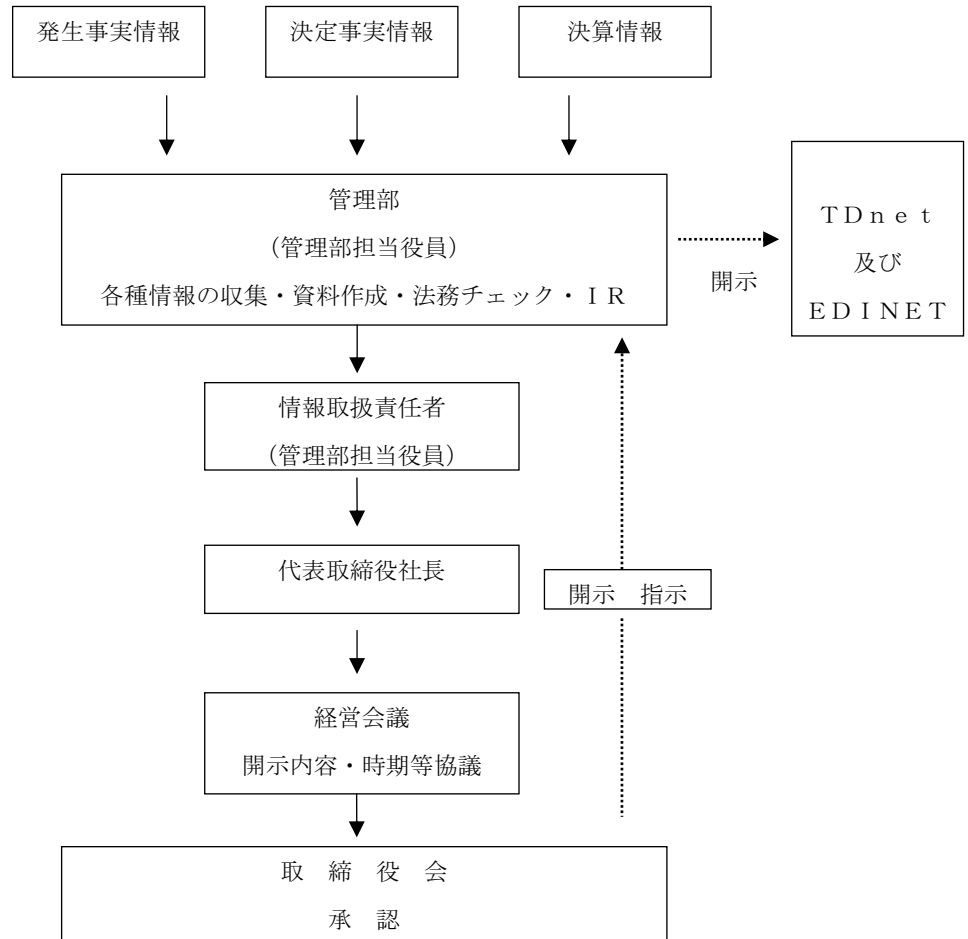 発生事実情報
決定事実情報
決算情報
管理部
(管理部担当役員)
各種情報の収集・資料作成・法務チェック・ＩＲ
開示
ＴＤｎｅｔ
及び
ＥＤＩＮＥＴ
情報取扱責任者
(管理部担当役員)
代表取締役社長
開示　指示
経営会議
開示内容・時期等協議
取　締　役　会
承　認